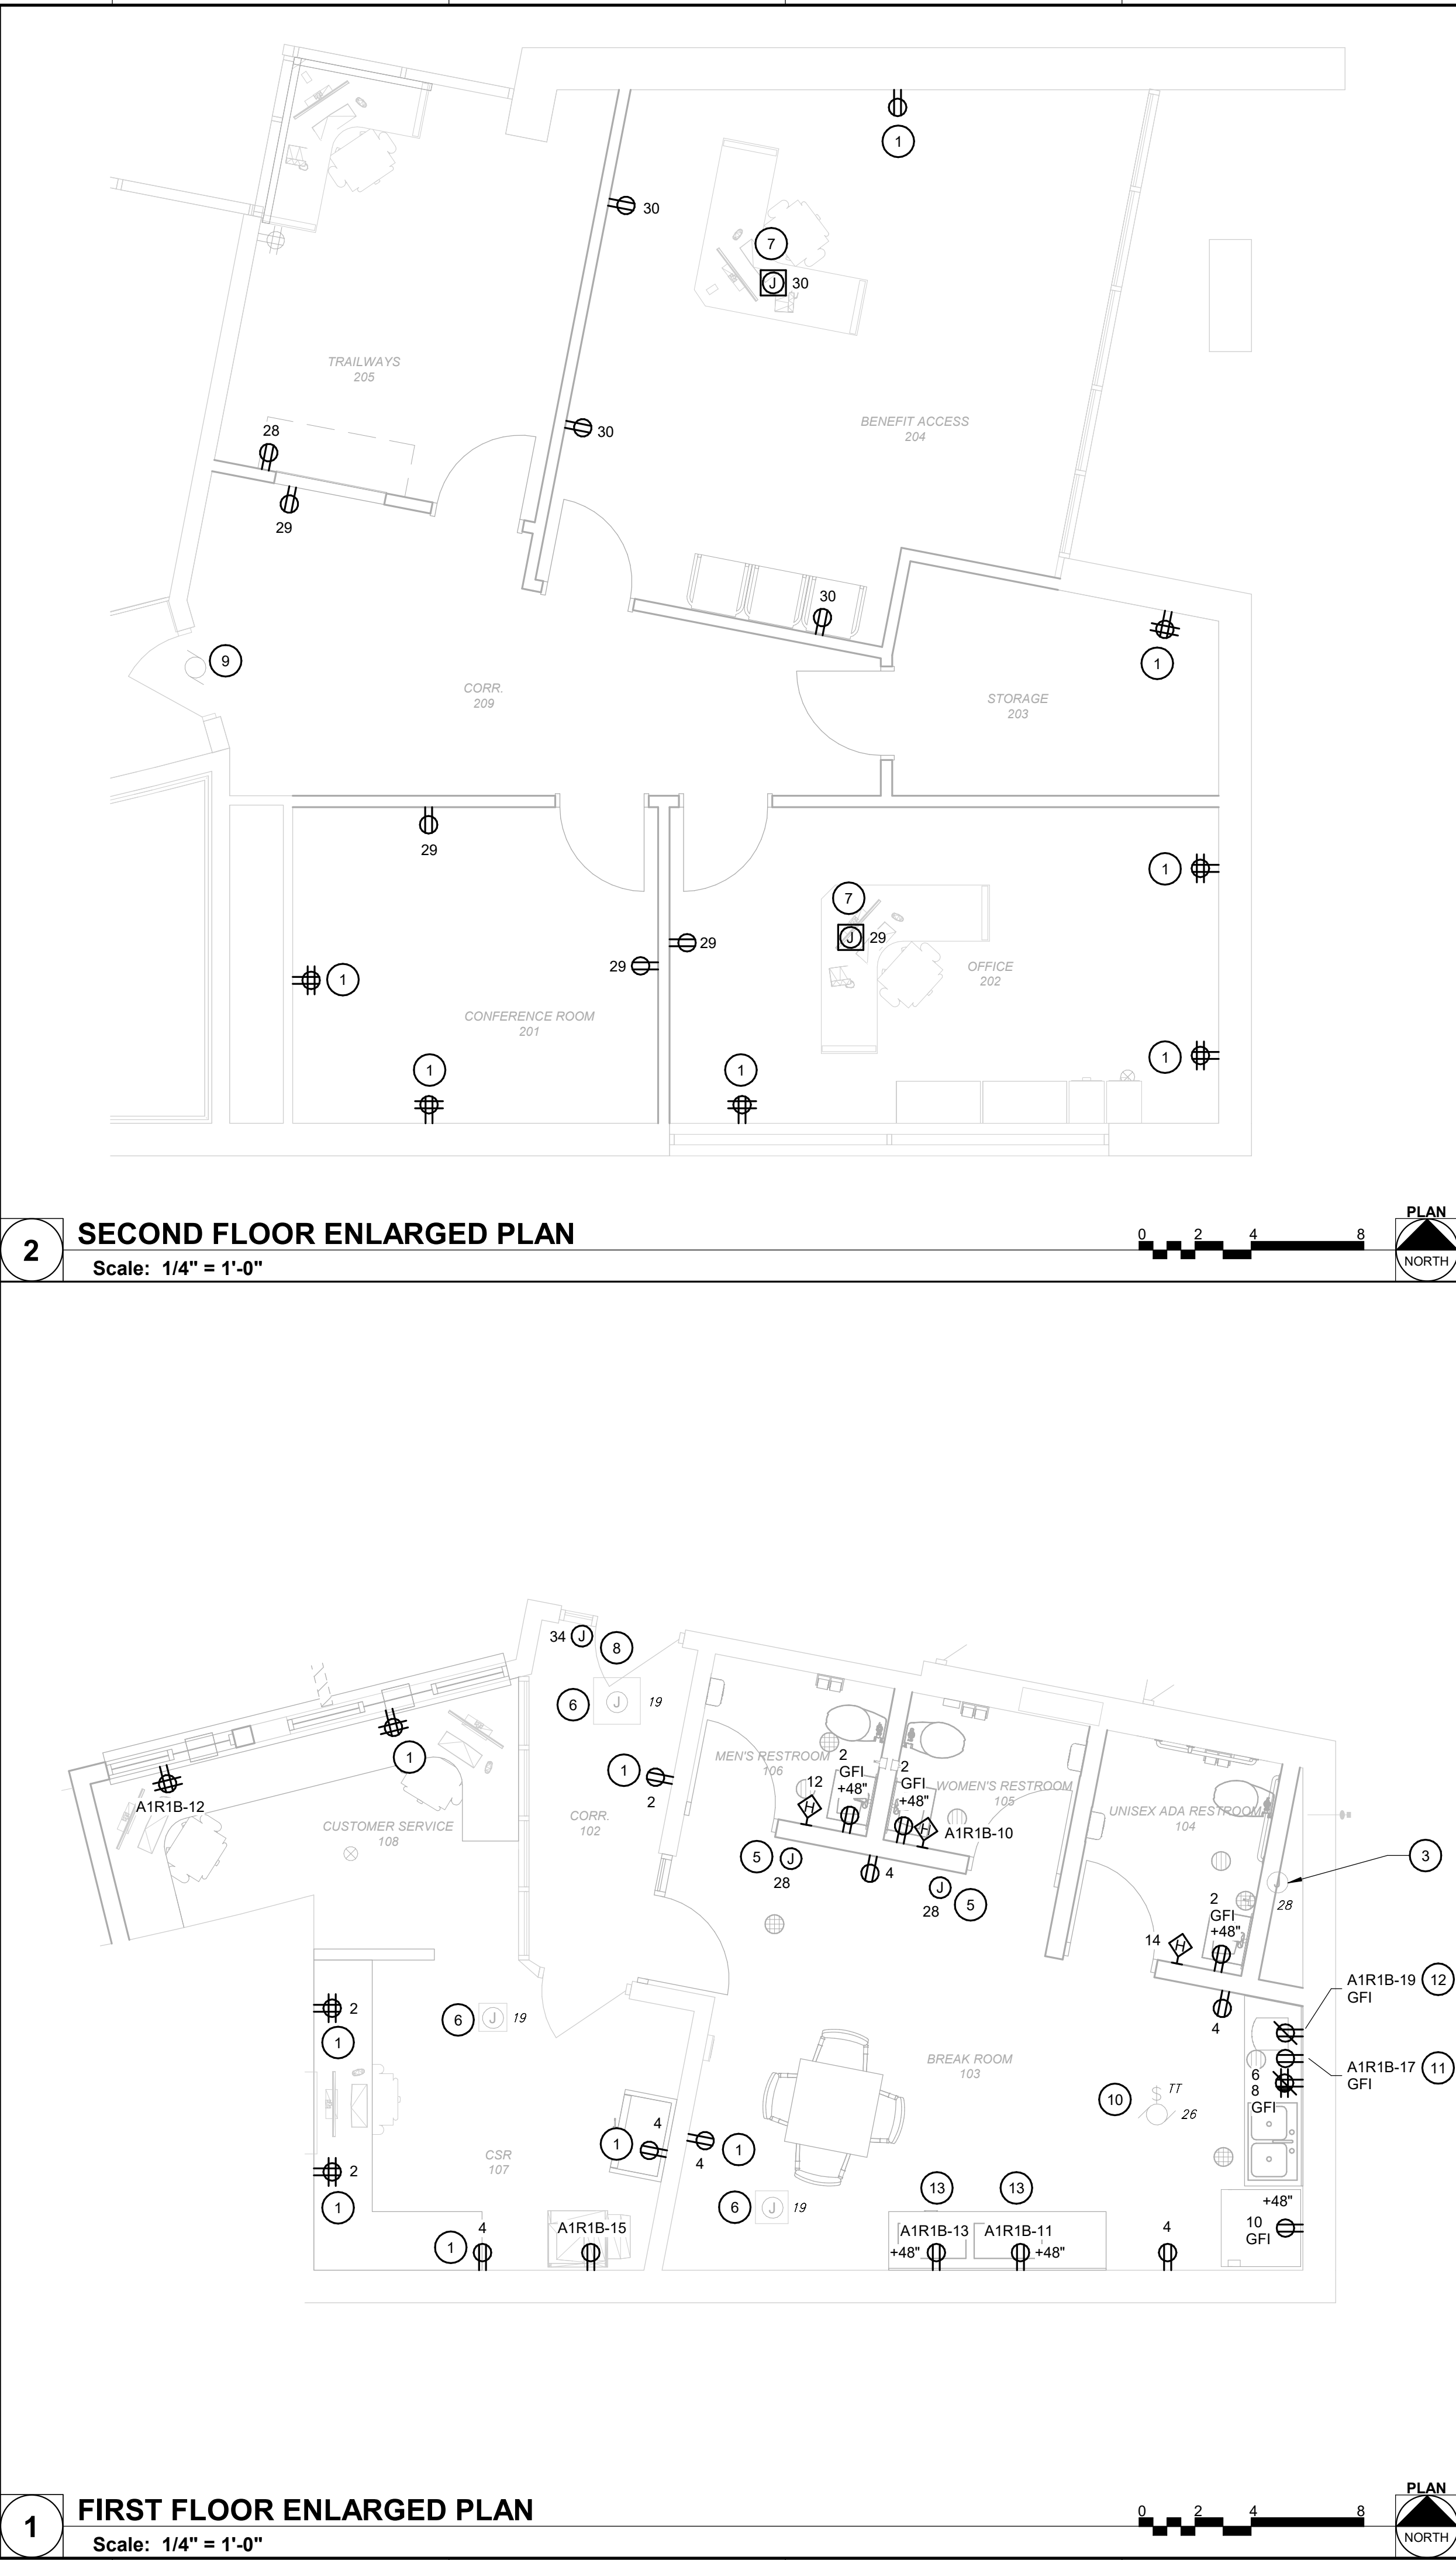 1
30
7
J 30
TRAILWAYS
205
BENEFIT ACCESS
204
28
30
29
30
9
1
CORR.
209
STORAGE
203
29
1
7
J 29
29
29
OFFICE
202
1
CONFERENCE ROOM
201
1
1
1
PLAN
2
SECOND FLOOR ENLARGED PLAN
0 2 4 8
Scale: 1/4" = 1'-0"
NORTH
34 J 8
6 J 19
1
A1R1B-12
CUSTOMER SERVICE
108
1
2
CORR.
102
MEN'S RESTROOM
106
2
GFI
+48"
12
H
2
GFI
+48"
WOMEN'S RESTROOM
105
H
A1R1B-10
UNISEX ADA RESTROOM
104
5 J
28
4
J
28
5
3
J
28
2
GFI
+48"
14 H
A1R1B-19 12
GFI
4
2
1
6 J 19
BREAK ROOM
103
A1R1B-17 11
GFI
6
8
GFI
10
$ TT
26
4
1
4
1
CSR
107
2
1
6 J 19
13
13
+48"
10
GFI
4
1
A1R1B-15
A1R1B-13
+48"
A1R1B-11
+48"
4
PLAN
1
FIRST FLOOR ENLARGED PLAN
0 2 4 8
Scale: 1/4" = 1'-0"
NORTH